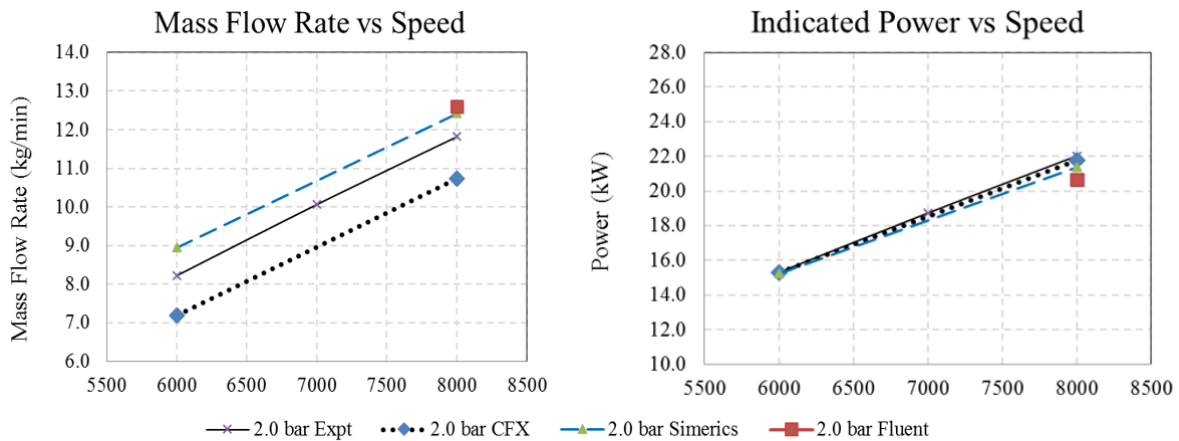 Mass Flow Rate vs Speed
Mass Flow Rate (kg/min)
14.0
13.0
12.0
11.0
10.0
9.0
8.0
7.0
6.0
5500 6000 6500 7000 7500 8000 8500
Indicated Power vs Speed
Power (kW)
22.0
24.0
22.0
20.0
18.0
16.0
14.0
12.0
10.0
5500 6000 6500 7000 7500 8000 8500
2.0 bar Expt 2.0 bar CFX 2.0 bar Simerics 2.0 bar Fluent